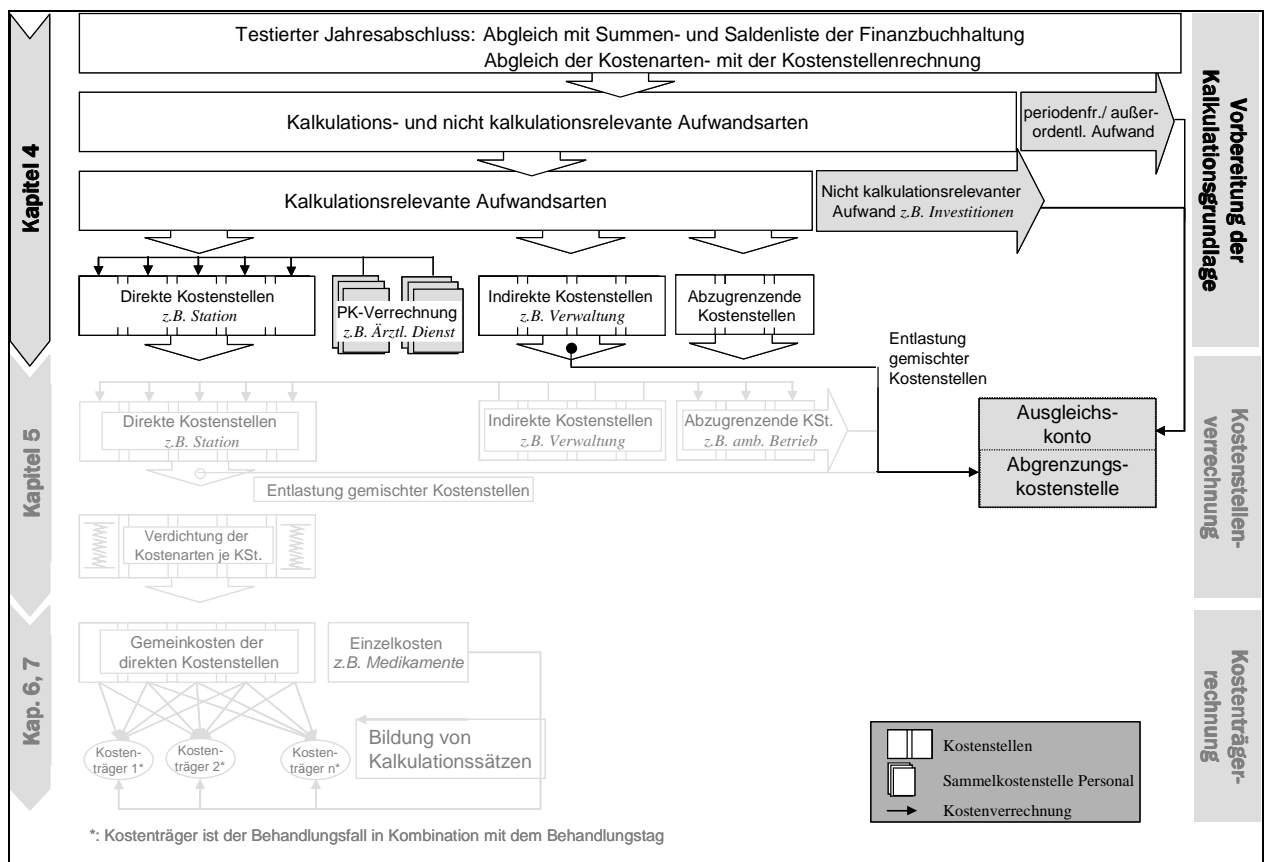 Testierter Jahresabschluss: Abgleich mit Summen- und Saldenliste der Finanzbuchhaltung
Abgleich der Kostenarten- mit der Kostenstellenrechnung
Kalkulations- und nicht kalkulationsrelevante Aufwandsarten
periodenfr./ außer-
ordentl. Aufwand
Kalkulationsrelevante Aufwandsarten
Nicht kalkulationsrelevanter
Aufwand z.B. Investitionen
Kapitel 4
Vorbereitung der
Kalkulationsgrundlage
Direkte Kostenstellen
z.B. Station
PK-Verrechnung
z.B. Ärztl. Dienst
Indirekte Kostenstellen
z.B. Verwaltung
Abzugrenzende
Kostenstellen
Entlastung
gemischter
Kostenstellen
Kapitel 5
Kostenstellen-
verrechnung
Direkte Kostenstellen
z.B. Station
Indirekte Kostenstellen
z.B. Verwaltung
Abzugrenzende KSt.
z.B. amb. Betrieb
Ausgleichs-
konto
Abgrenzungs-
kostenstelle
Entlastung gemischter Kostenstellen
Verdichtung der
Kostenarten je KSt.
Kap. 6, 7
Kostenträger-
rechnung
Gemeinkosten der
direkten Kostenstellen
Einzelkosten
z.B. Medikamente
Bildung von
Kalkulationssätzen
Kosten-
träger 1*
Kosten-
träger 2*
Kosten-
träger n*
Kostenstellen
Sammelkostenstelle Personal
Kostenverrechnung
*: Kostenträger ist der Behandlungsfall in Kombination mit dem Behandlungstag